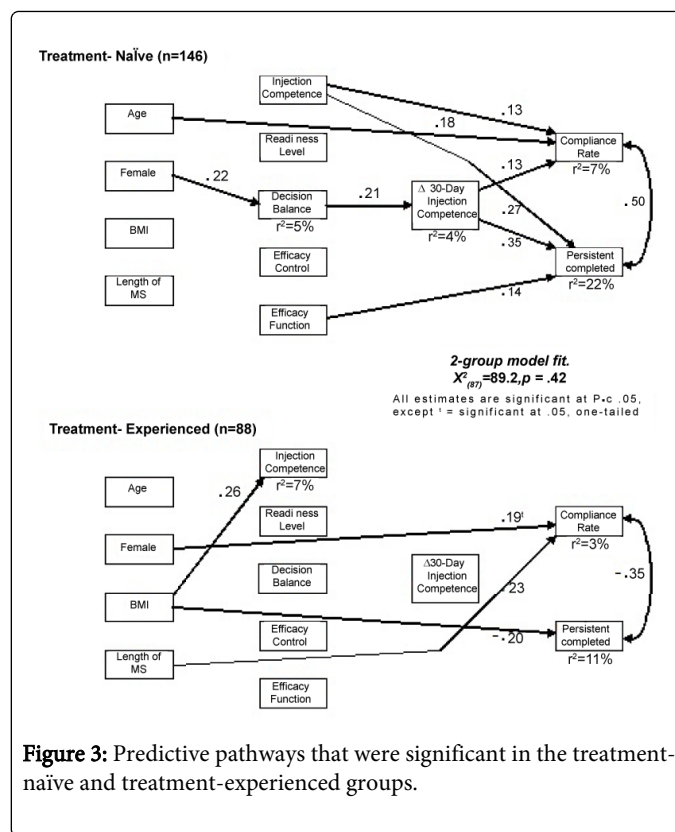 Treatment- Naïve (n=146)
Injection
Competence
Age
Readi ness
Level
Female
Decision
Balance
r²=5%
BMI
Efficacy
Control
Length of
MS
Efficacy
Function
Δ 30-Day
Injection
Competence
r²=4%
Compliance
Rate
r²=7%
Persistent
completed
r²=22%
.13
.18
.13
.22
.21
.27
.35
.14
.50
2-group model fit.
X²(87)=89.2,p = .42
All estimates are significant at P•c .05,
except ᵗ = significant at .05, one-tailed
Treatment- Experienced (n=88)
Injection
Competence
r²=7%
Age
Readi ness
Level
Female
Decision
Balance
BMI
Efficacy
Control
Length of
MS
Efficacy
Function
Δ30-Day
Injection
Competence
Compliance
Rate
r²=3%
Persistent
completed
r²=11%
.26
.19ᵗ
.23
-.20
-.35
Figure 3: Predictive pathways that were significant in the treatment-
naïve and treatment-experienced groups.